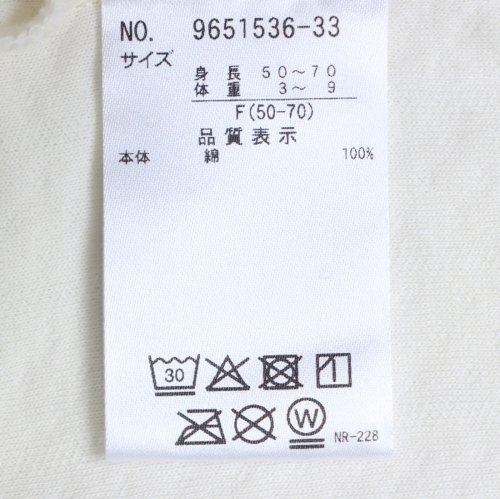 NO. 9651536-33
サイズ
身長 50～70
体重 3～9
F(50-70)
品質表示
本体 綿 100%
30
W
NR-228